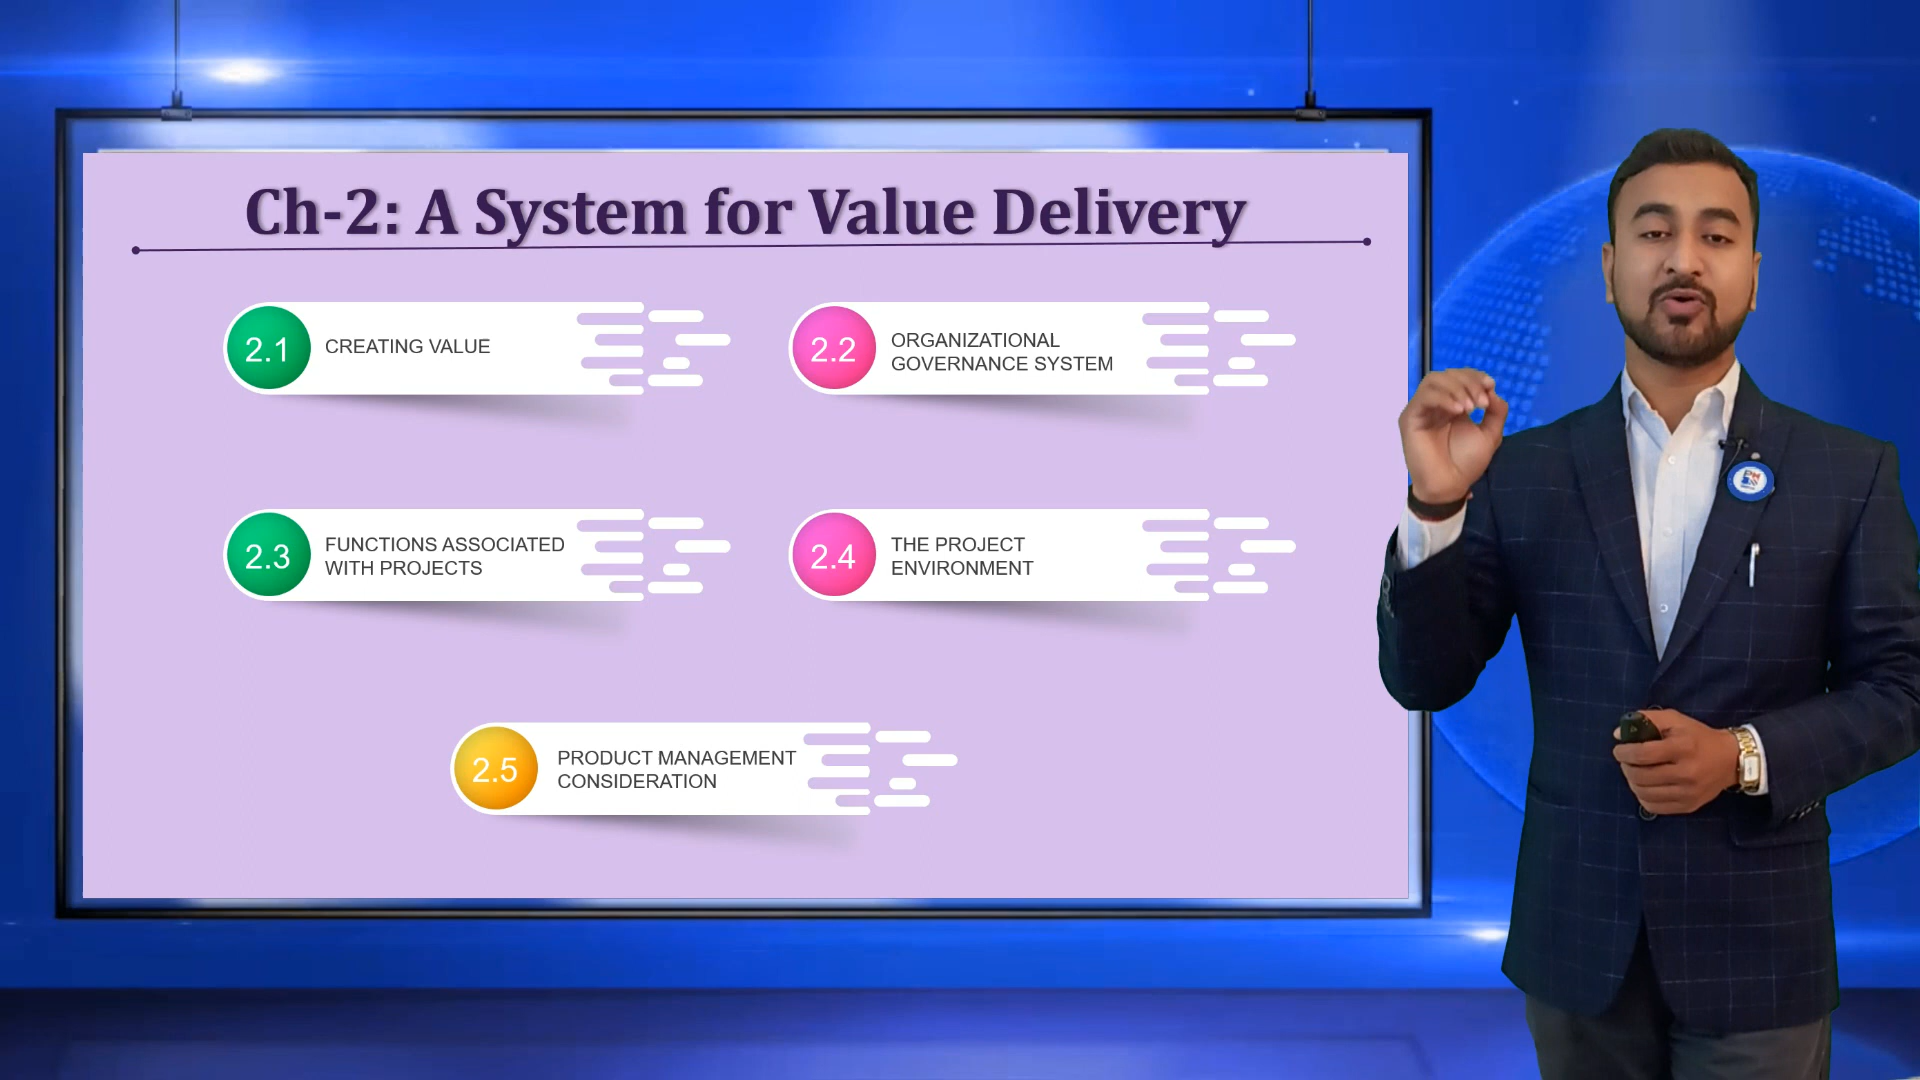 Ch-2: A System for Value Delivery
2.1
CREATING VALUE
2.2
ORGANIZATIONAL
GOVERNANCE SYSTEM
2.3
FUNCTIONS ASSOCIATED
WITH PROJECTS
2.4
THE PROJECT
ENVIRONMENT
2.5
PRODUCT MANAGEMENT
CONSIDERATION